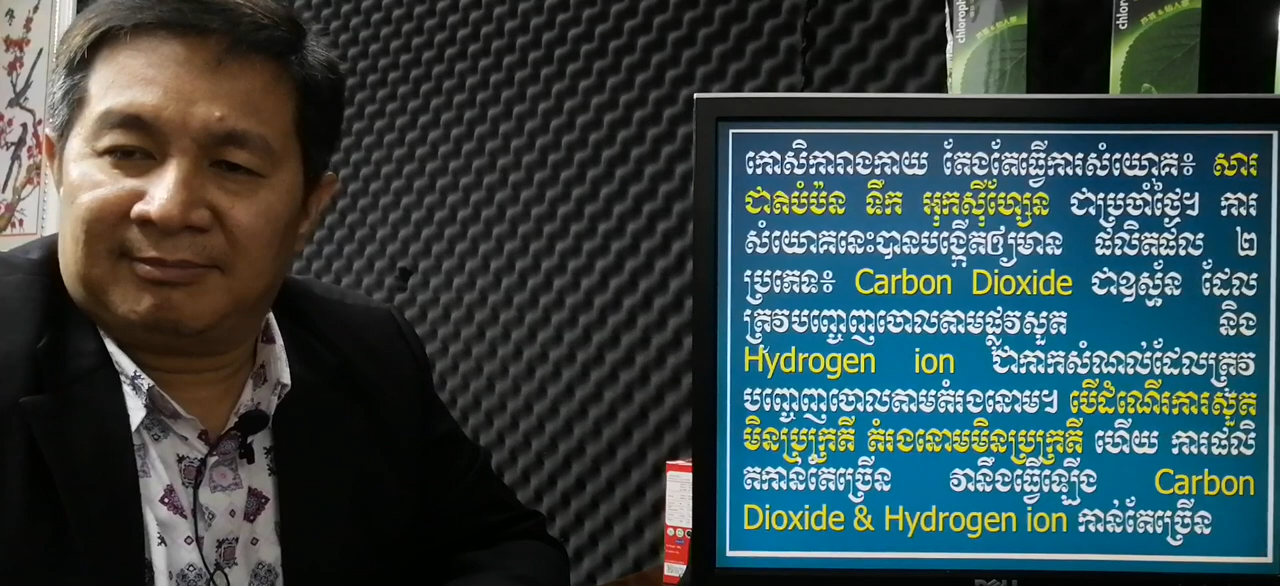 chloroph
chlorop
កោសិការាងកាយ តែងតែធ្វើការសំយោគ៖ សារ
ជាតិបំប៉ន ទឹក អុកស៊ីហ្សែន ជាប្រចាំថ្ងៃ។ ការ
សំយោគនេះបានបង្កើតឲ្យមាន ផលិតផល ២
ប្រភេទ៖ Carbon Dioxide ជាឧស្ម័ន ដែល
ត្រូវបញ្ចេញចោលតាមផ្លូវសួត និង
Hydrogen ion ជាកាកសំណល់ដែលត្រូវ
បញ្ចេញចោលតាមតំរងនោម។ បើដំណើរការសួត
មិនប្រក្រតី តំរងនោមមិនប្រក្រតី ហើយ ការផលិ
តកាន់តែច្រើន វានឹងធ្វើឡើង Carbon
Dioxide & Hydrogen ion កាន់តែច្រើន